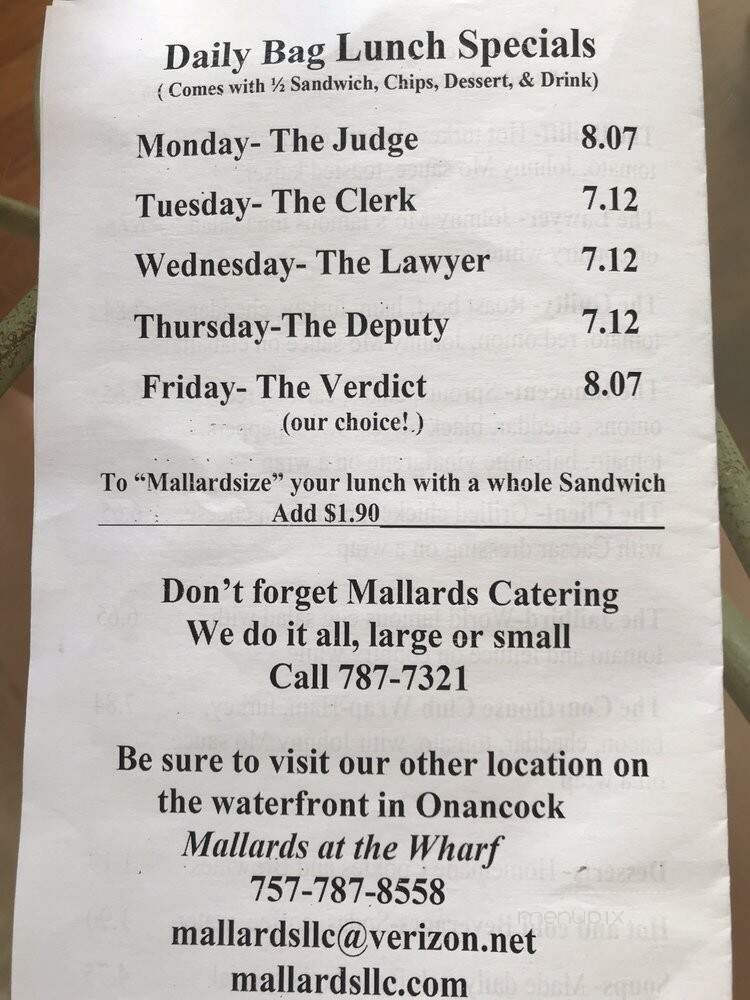 Daily Bag Lunch Specials
( Comes with ½ Sandwich, Chips, Dessert, & Drink)
Monday- The Judge 8.07
Tuesday- The Clerk 7.12
Wednesday- The Lawyer 7.12
Thursday-The Deputy 7.12
Friday- The Verdict 8.07
(our choice!.)
To “Mallardsize” your lunch with a whole Sandwich
Add $1.90
Don’t forget Mallards Catering
We do it all, large or small
Call 787-7321
Be sure to visit our other location on
the waterfront in Onancock
Mallards at the Wharf
757-787-8558
menupix
mallardsllc@verizon.net
mallardsllc.com